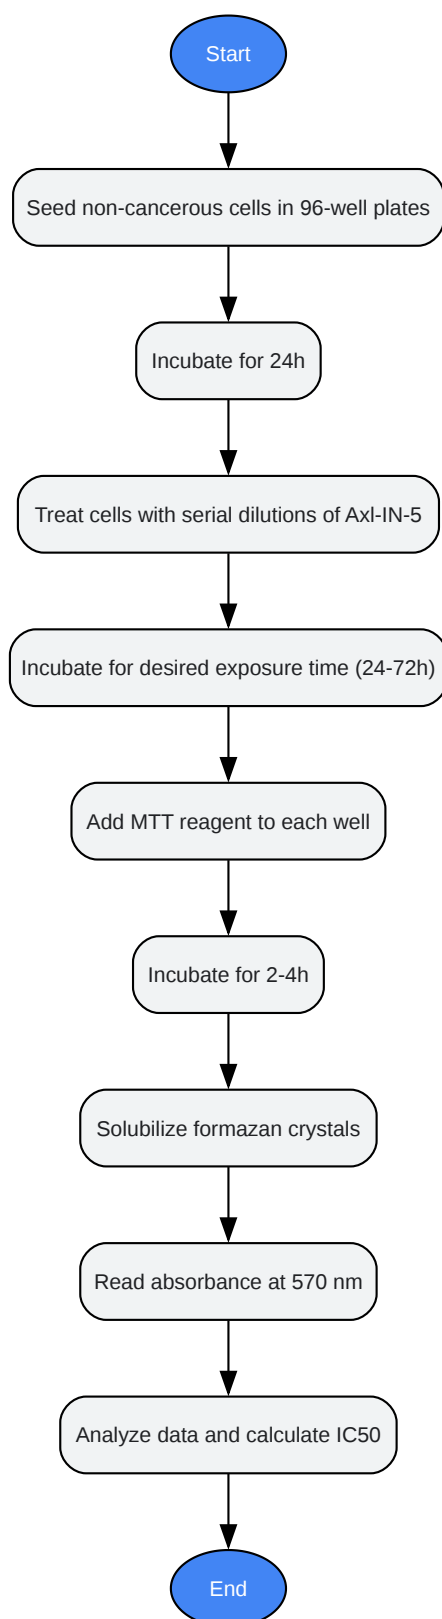 Start
Seed non-cancerous cells in 96-well plates
Incubate for 24h
Treat cells with serial dilutions of Axl-IN-5
Incubate for desired exposure time (24-72h)
Add MTT reagent to each well
Incubate for 2-4h
Solubilize formazan crystals
Read absorbance at 570 nm
Analyze data and calculate IC50
End